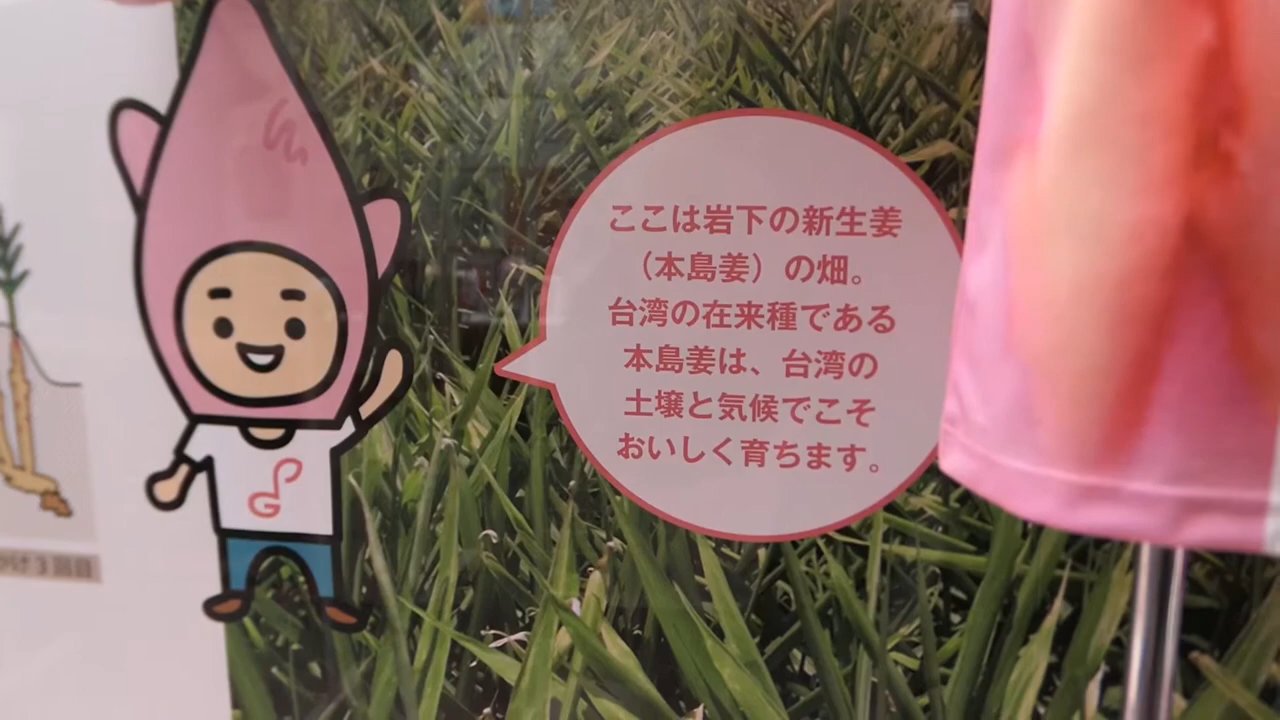 ここは岩下の新生姜
（本島姜）の畑。
台湾の在来種である
本島姜は、台湾の
土壌と気候でこそ
おいしく育ちます。